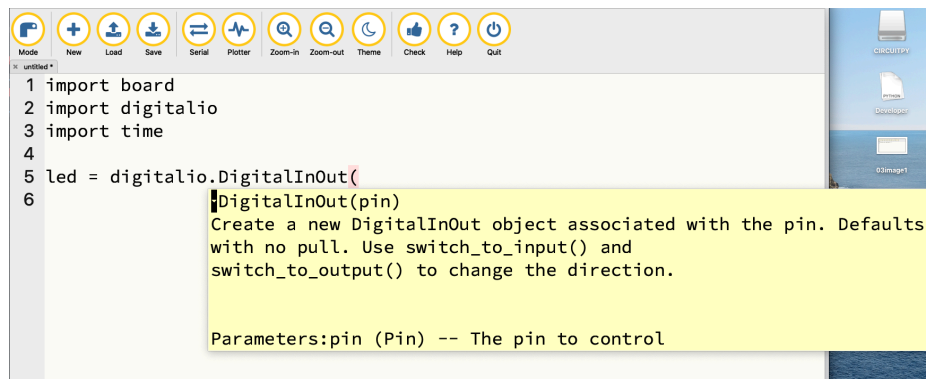 Mode New Load Save Serial Plotter Zoom-in Zoom-out Theme Check Help Quit
CIRCUITPY
untitled *
1 import board
2 import digitalio
3 import time
PYTHON
Developer
4
5 led = digitalio.DigitalInOut(
03image1
6
DigitalInOut(pin)
Create a new DigitalInOut object associated with the pin. Defaults
with no pull. Use switch_to_input() and
switch_to_output() to change the direction.
Parameters:pin (Pin) -- The pin to control